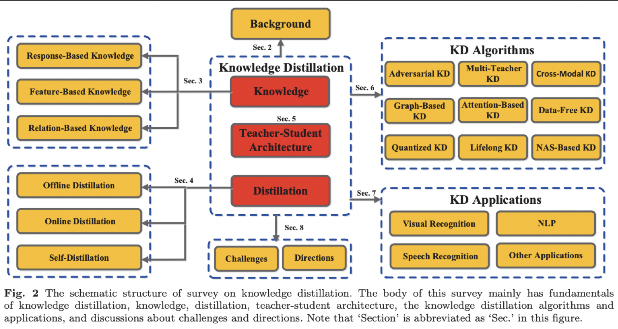 Background
Sec. 2
Response-Based Knowledge
Feature-Based Knowledge
Relation-Based Knowledge
Sec. 3
Knowledge Distillation
Knowledge
Sec. 5
Teacher-Student
Architecture
Distillation
Sec. 4
Offline Distillation
Online Distillation
Self-Distillation
Sec. 6
KD Algorithms
Adversarial KD
Multi-Teacher
KD
Cross-Modal KD
Graph-Based
KD
Attention-Based
KD
Data-Free KD
Quantized KD
Lifelong KD
NAS-Based KD
Sec. 7
KD Applications
Visual Recognition
NLP
Speech Recognition
Other Applications
Sec. 8
Challenges
Directions
Fig. 2 The schematic structure of survey on knowledge distillation. The body of this survey mainly has fundamentals
of knowledge distillation, knowledge, distillation, teacher-student architecture, the knowledge distillation algorithms and
applications, and discussions about challenges and directions. Note that ‘Section’ is abbreviated as ‘Sec.’ in this figure.